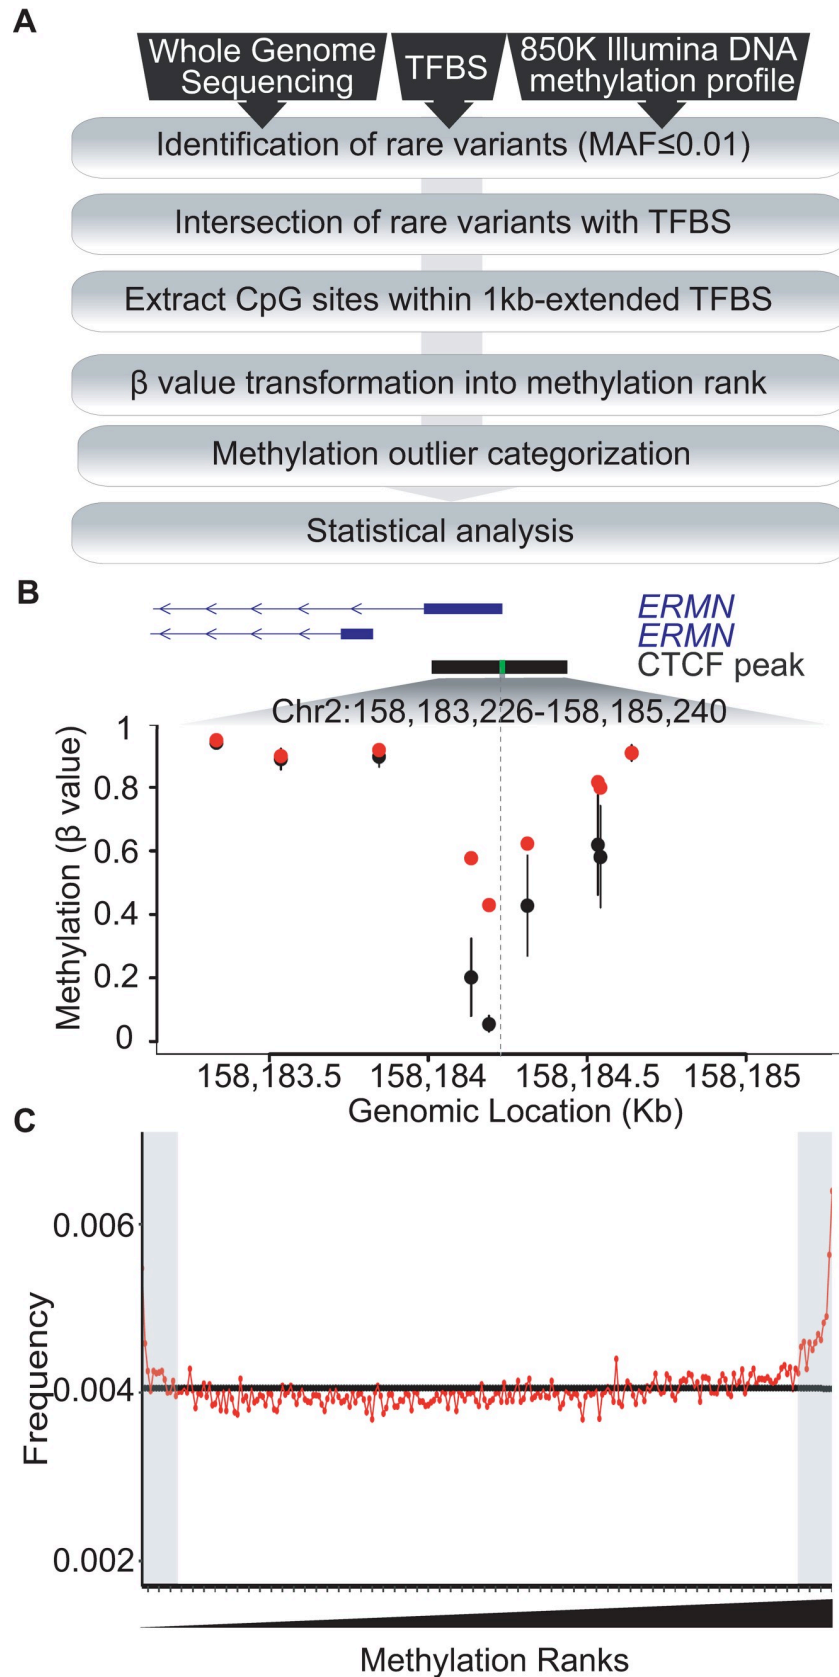 A
Whole Genome
Sequencing
TFBS
850K Illumina DNA
methylation profile
Identification of rare variants (MAF≤0.01)
Intersection of rare variants with TFBS
Extract CpG sites within 1kb-extended TFBS
β value transformation into methylation rank
Methylation outlier categorization
Statistical analysis
B
ERMN
ERMN
CTCF peak
Chr2:158,183,226-158,185,240
Methylation (β value)
1
0.8
0.6
0.4
0.2
0
158,183.5 158,184 158,184.5 158,185
Genomic Location (Kb)
C
Frequency
0.006
0.004
0.002
Methylation Ranks